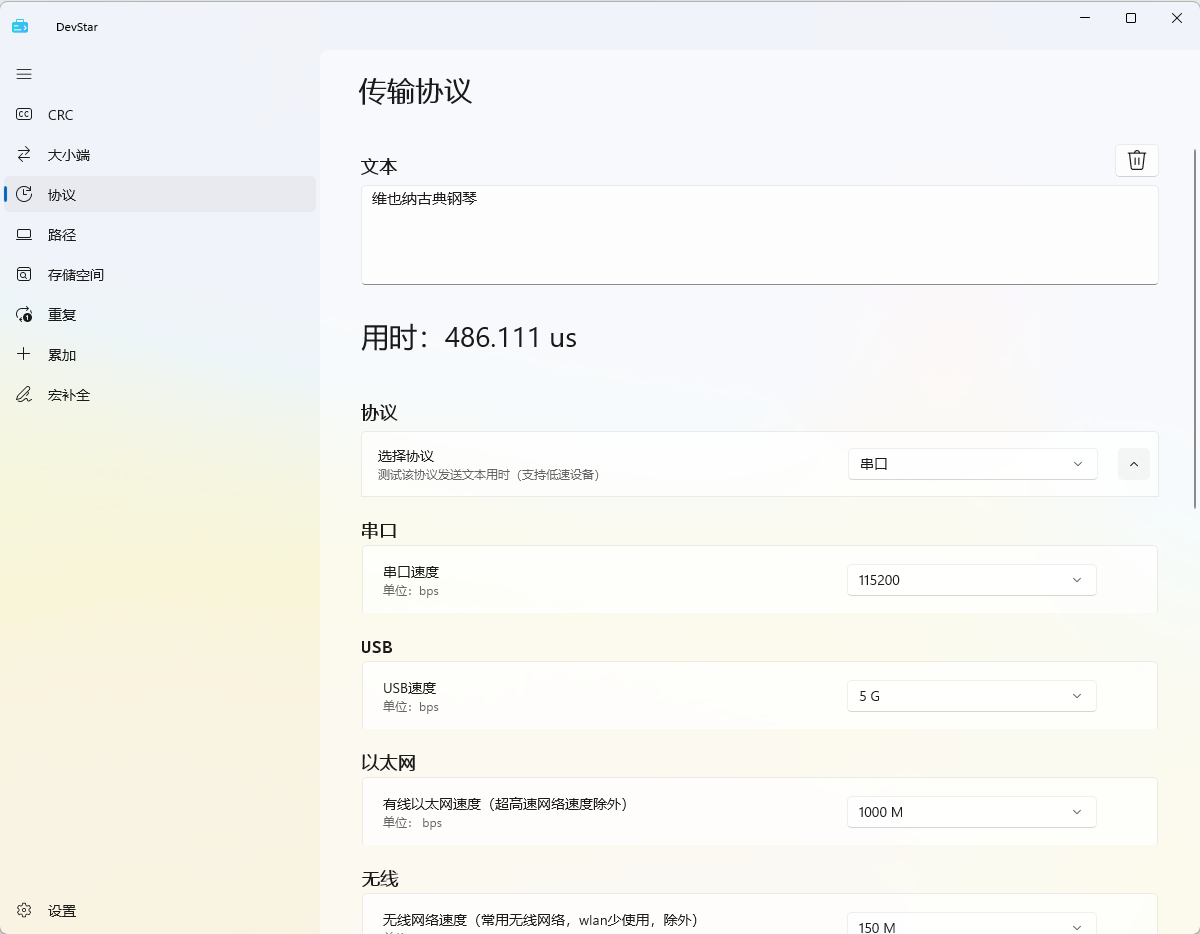 DevStar
CRC
大小端
协议
路径
存储空间
重复
累加
宏补全
设置
传输协议
文本
维也纳古典钢琴
用时：486.111 us
协议
选择协议
测试该协议发送文本用时（支持低速设备）
串口
串口
串口速度
单位：bps
115200
USB
USB速度
单位：bps
5 G
以太网
有线以太网速度（超高速网络速度除外）
单位： bps
1000 M
无线
无线网络速度（常用无线网络，wlan少使用，除外）
150 M